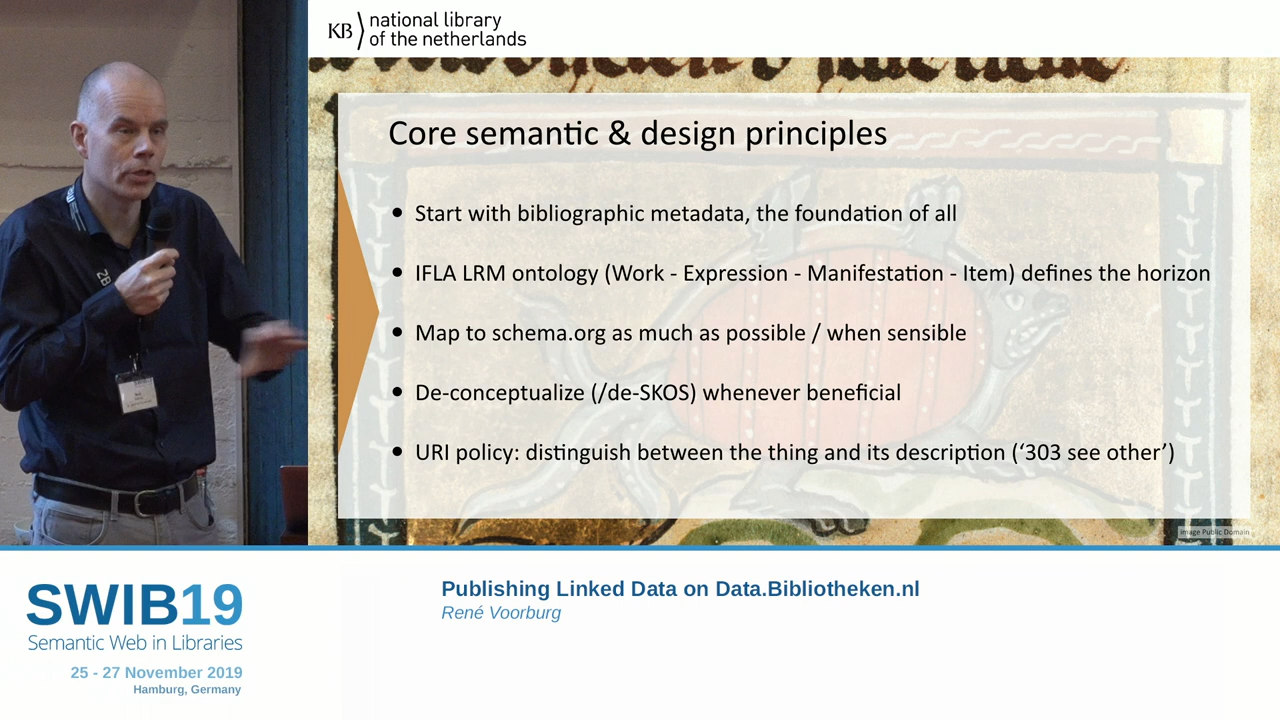 KB national library
of the netherlands
Core semantic & design principles
• Start with bibliographic metadata, the foundation of all
• IFLA LRM ontology (Work - Expression - Manifestation - Item) defines the horizon
• Map to schema.org as much as possible / when sensible
• De-conceptualize (/de-SKOS) whenever beneficial
• URI policy: distinguish between the thing and its description (‘303 see other’)
Image Public Domain
SWIB19
Semantic Web in Libraries
25 - 27 November 2019
Hamburg, Germany
Publishing Linked Data on Data.Bibliotheken.nl
René Voorburg